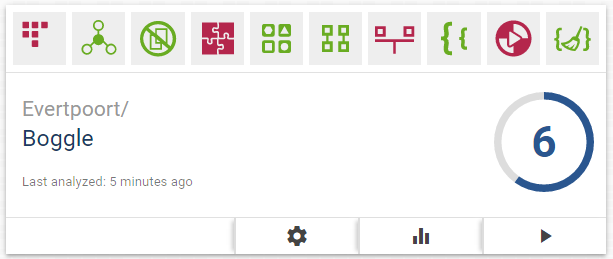 Evertpoort/
Boggle
6
Last analyzed: 5 minutes ago